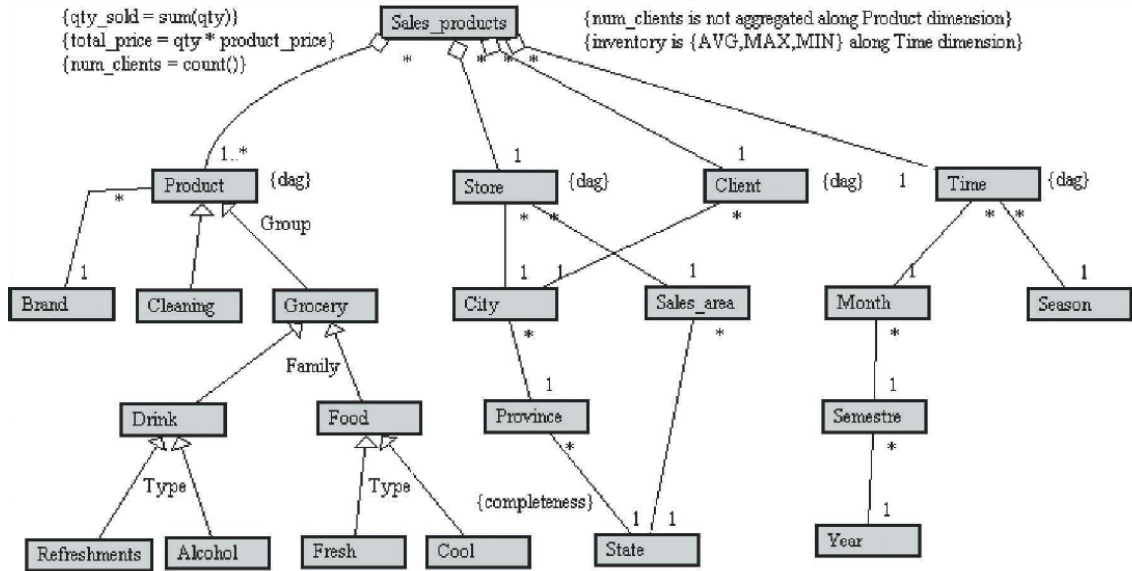 {qty_sold = sum(qty)}
{total_price = qty * product_price}
{num_clients = count()}
Sales_products
{num_clients is not aggregated along Product dimension}
{inventory is {AVG,MAX,MIN} along Time dimension}
* * * *
1..* 1 1 1
Product {dag} Store {dag} Client {dag} Time {dag}
* * * * * *
Group
1 1 1 1 1 1
Brand Cleaning Grocery City Sales_area Month Season
* * *
Family
1 1
Drink Food Province Semestre
* *
Type Type
{completeness}
1 1 1
Refreshments Alcohol Fresh Cool State Year